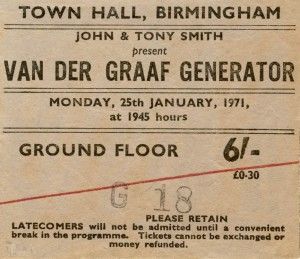 TOWN HALL, BIRMINGHAM
JOHN & TONY SMITH
present
VAN DER GRAAF GENERATOR
MONDAY, 25th JANUARY, 1971,
at 1945 hours
GROUND FLOOR 6/-
£0·30
G 18
PLEASE RETAIN
LATECOMERS will not be admitted until a convenient
break in the programme. Tickets cannot be exchanged or
money refunded.